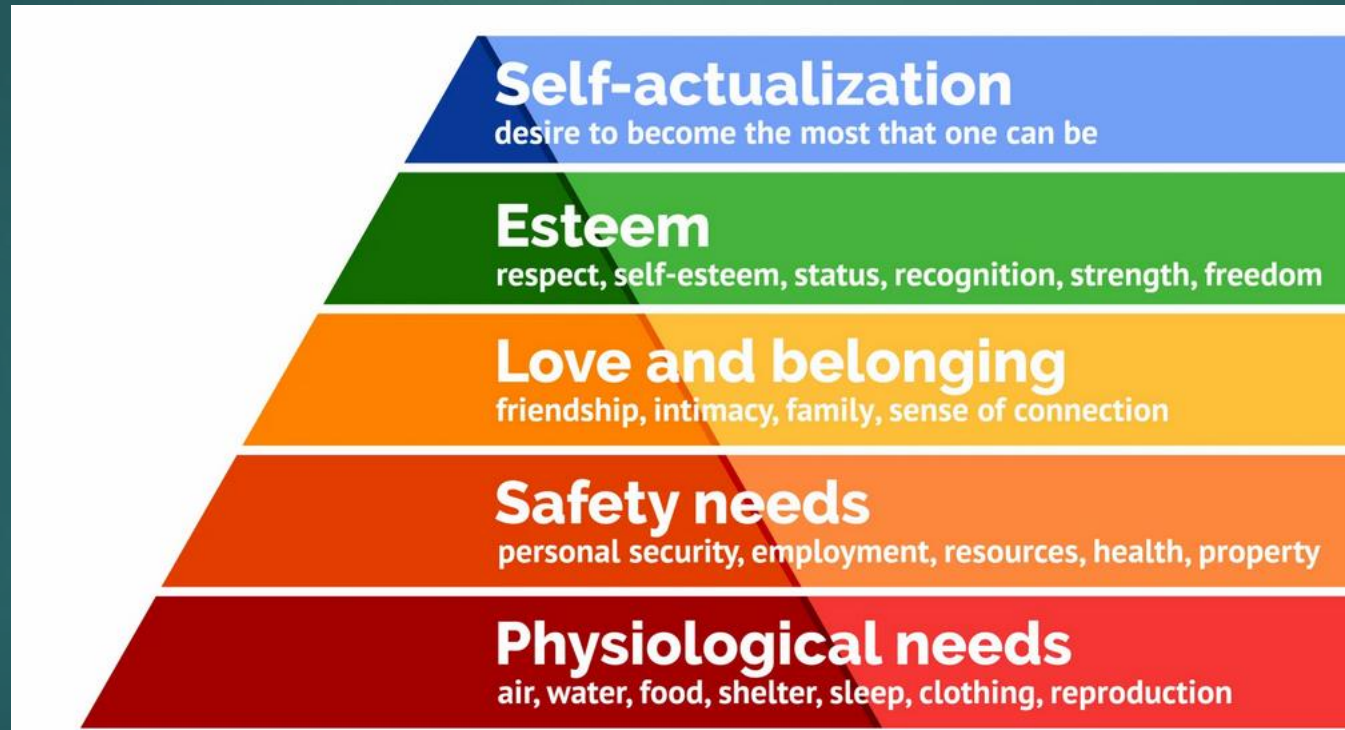 Self-actualization
desire to become the most that one can be
Esteem
respect, self-esteem, status, recognition, strength, freedom
Love and belonging
friendship, intimacy, family, sense of connection
Safety needs
personal security, employment, resources, health, property
Physiological needs
air, water, food, shelter, sleep, clothing, reproduction